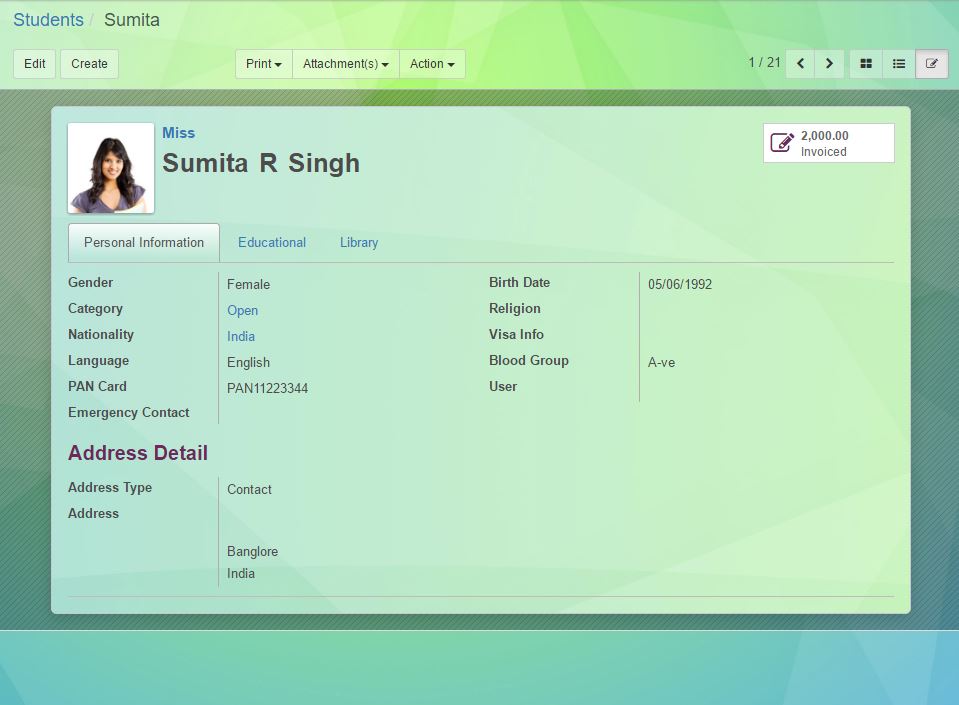 Students / Sumita
Edit Create Print Attachment(s) Action 1 / 21
Miss
Sumita R Singh
2,000.00
Invoiced
Personal Information Educational Library
Gender Female Birth Date 05/06/1992
Category Open Religion
Nationality India Visa Info
Language English Blood Group A-ve
PAN Card PAN11223344 User
Emergency Contact
Address Detail
Address Type Contact
Address
Banglore
India